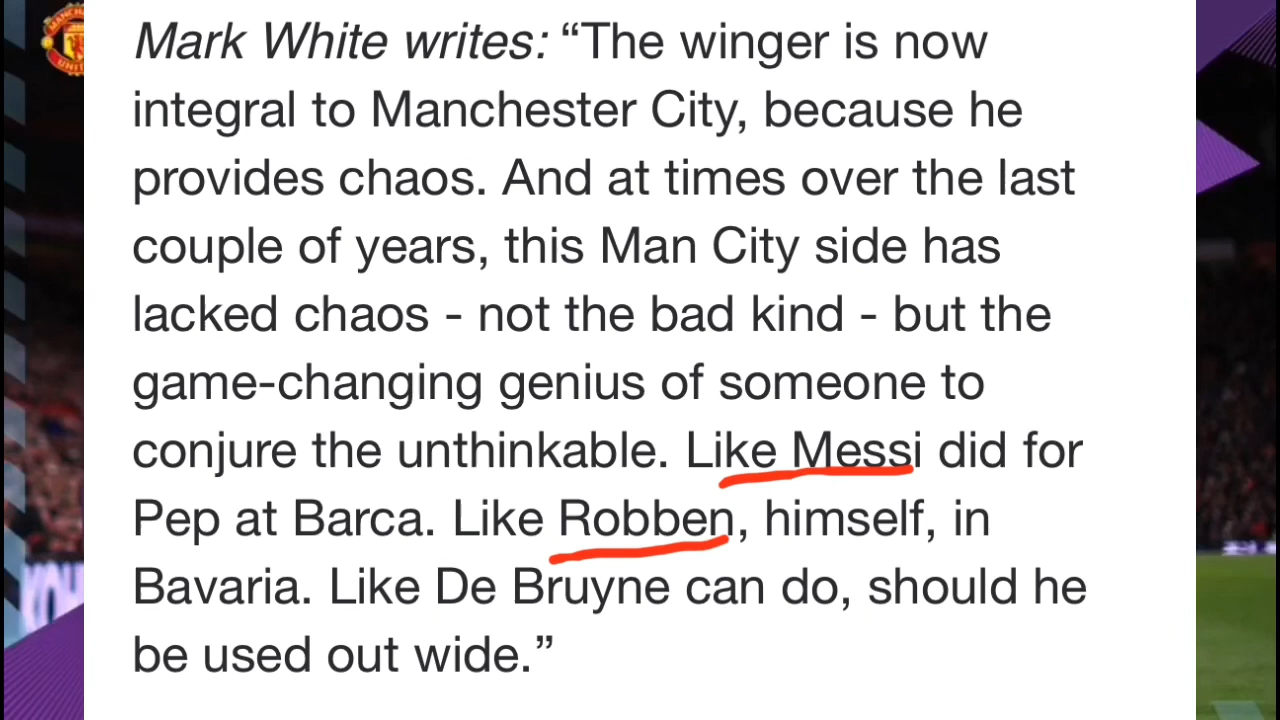 Mark White writes: “The winger is now
integral to Manchester City, because he
provides chaos. And at times over the last
couple of years, this Man City side has
lacked chaos - not the bad kind - but the
game-changing genius of someone to
conjure the unthinkable. Like Messi did for
Pep at Barca. Like Robben, himself, in
Bavaria. Like De Bruyne can do, should he
be used out wide.”